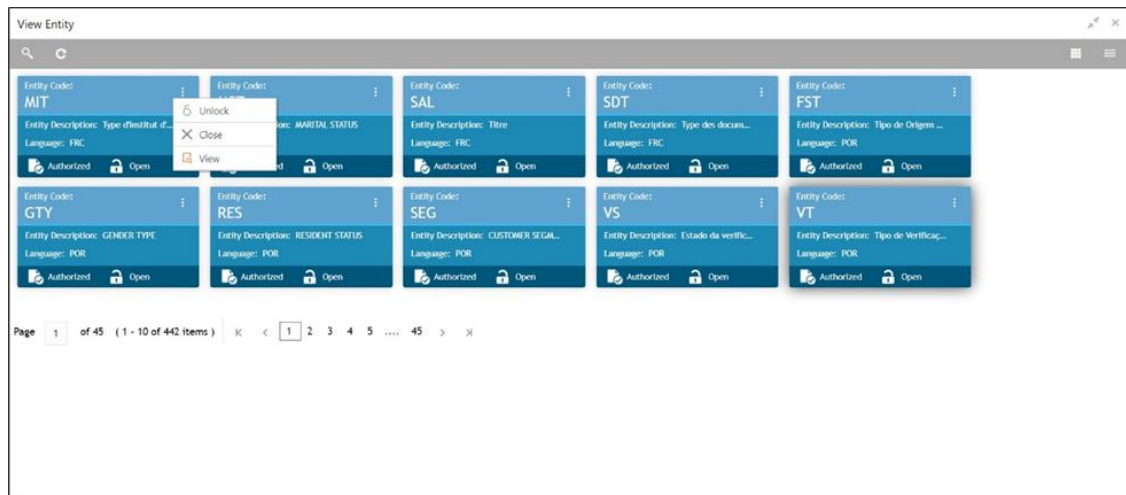 View Entity
Entity Code:
MIT
Entity Description: Type d'institut d'...
Language: FRC
Authorized Open
Unlock
Close
View
Entity Code:
MARITAL STATUS
Open
Entity Code:
SAL
Entity Description: Titre
Language: FRC
Authorized Open
Entity Code:
SDT
Entity Description: Type des docum...
Language: FRC
Authorized Open
Entity Code:
FST
Entity Description: Tipo de Origem ...
Language: POR
Authorized Open
Entity Code:
GTY
Entity Description: GENDER TYPE
Language: POR
Authorized Open
Entity Code:
RES
Entity Description: RESIDENT STATUS
Language: POR
Authorized Open
Entity Code:
SEG
Entity Description: CUSTOMER SEGM...
Language: POR
Authorized Open
Entity Code:
VS
Entity Description: Estado da verific...
Language: POR
Authorized Open
Entity Code:
VT
Entity Description: Tipo de Verificaç...
Language: POR
Authorized Open
Page 1 of 45 ( 1 - 10 of 442 items ) 1 2 3 4 5 .... 45